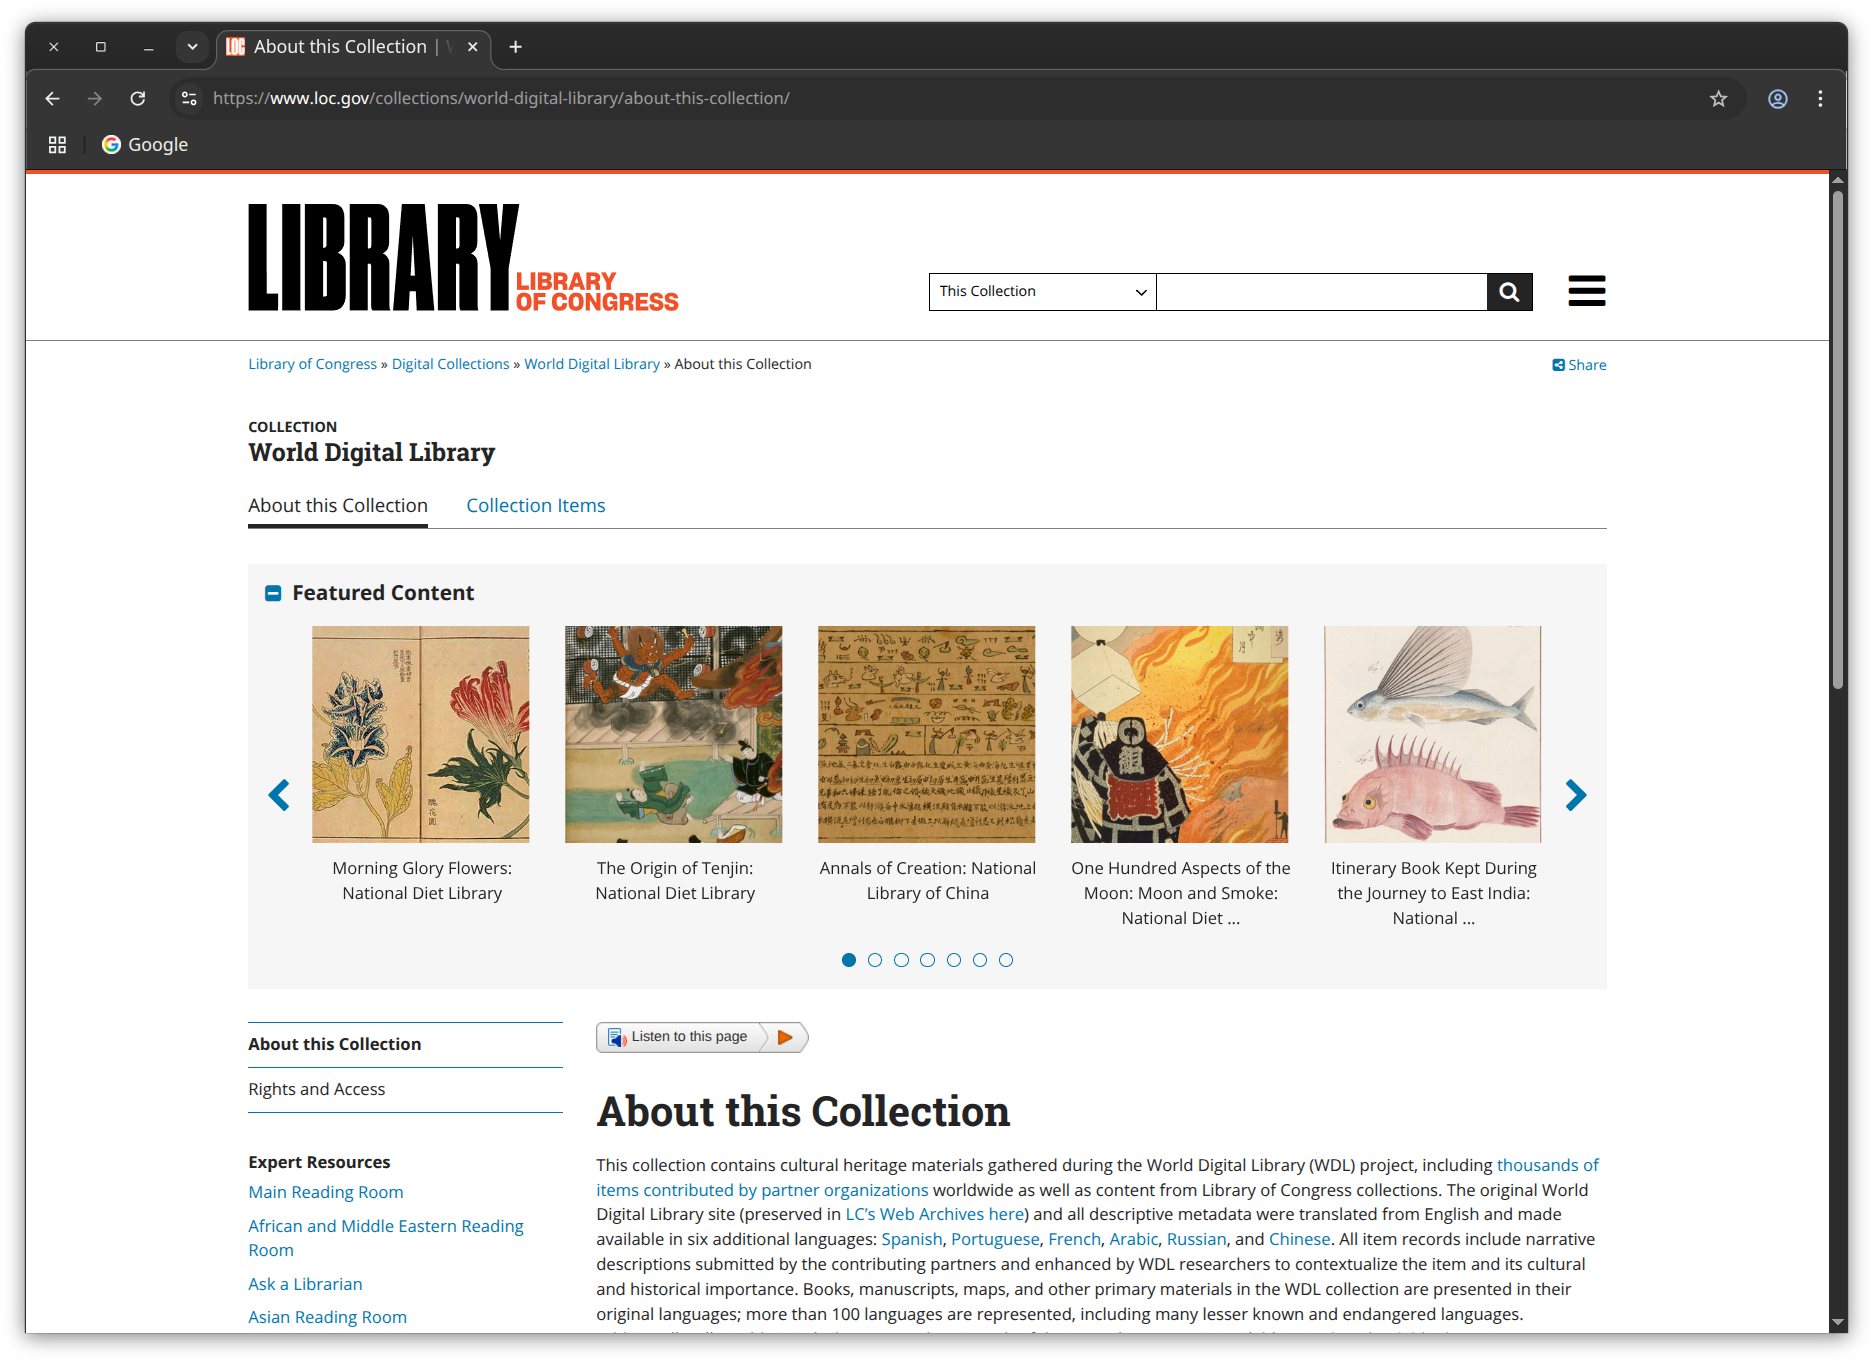 About this Collection | W
https://www.loc.gov/collections/world-digital-library/about-this-collection/
Google
LIBRARY
LIBRARY
OF CONGRESS
This Collection
Library of Congress » Digital Collections » World Digital Library » About this Collection
Share
COLLECTION
World Digital Library
About this Collection
Collection Items
Featured Content
Morning Glory Flowers:
National Diet Library
The Origin of Tenjin:
National Diet Library
Annals of Creation: National
Library of China
One Hundred Aspects of the
Moon: Moon and Smoke:
National Diet ...
Itinerary Book Kept During
the Journey to East India:
National ...
About this Collection
Rights and Access
Expert Resources
Main Reading Room
African and Middle Eastern Reading
Room
Ask a Librarian
Asian Reading Room
Listen to this page
About this Collection
This collection contains cultural heritage materials gathered during the World Digital Library (WDL) project, including thousands of
items contributed by partner organizations worldwide as well as content from Library of Congress collections. The original World
Digital Library site (preserved in LC's Web Archives here) and all descriptive metadata were translated from English and made
available in six additional languages: Spanish, Portuguese, French, Arabic, Russian, and Chinese. All item records include narrative
descriptions submitted by the contributing partners and enhanced by WDL researchers to contextualize the item and its cultural
and historical importance. Books, manuscripts, maps, and other primary materials in the WDL collection are presented in their
original languages; more than 100 languages are represented, including many lesser known and endangered languages.